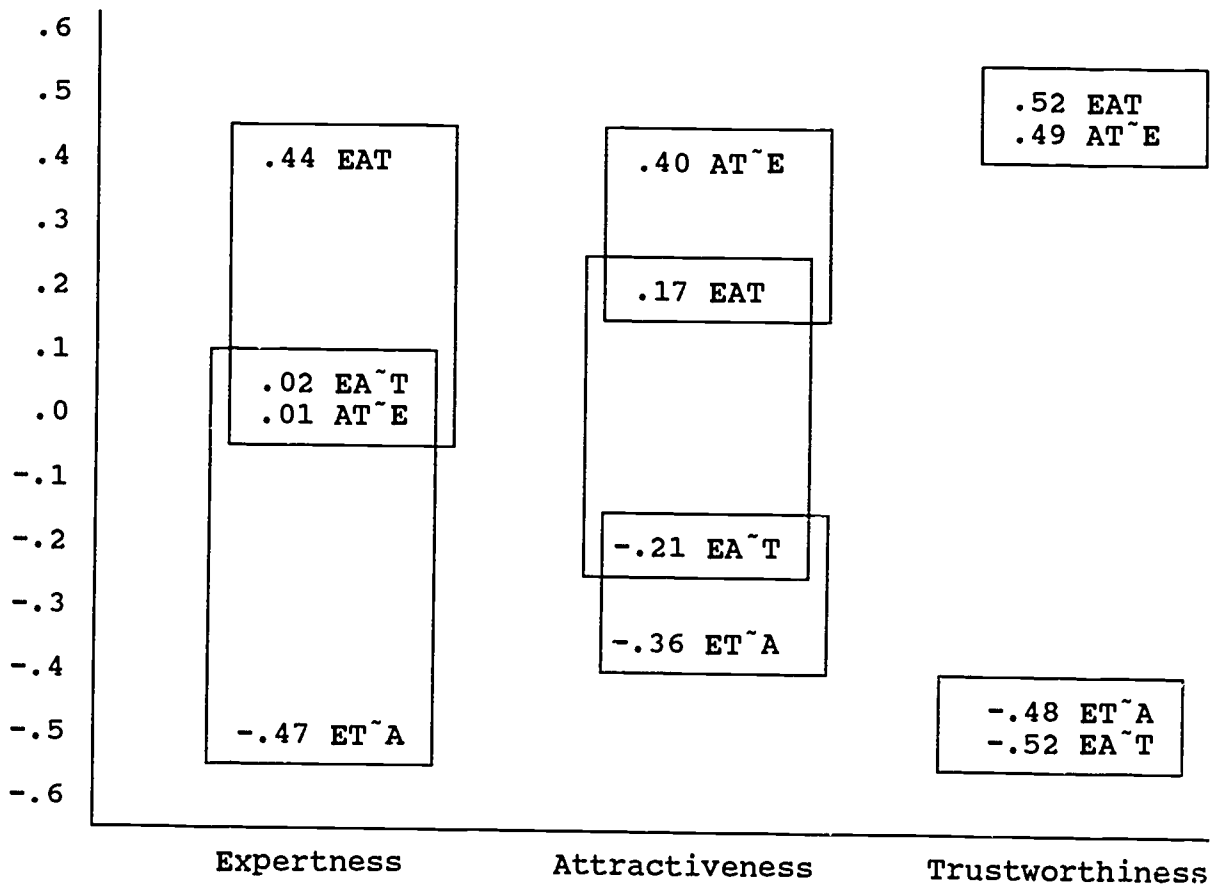 .6
.5
.52 EAT
.49 AT~E
.4
.44 EAT
.40 AT~E
.3
.2
.17 EAT
.1
.02 EA~T
.01 AT~E
.0
-.1
-.2
-.21 EA~T
-.3
-.36 ET~A
-.4
-.48 ET~A
-.5
-.47 ET~A
-.52 EA~T
-.6
Expertness Attractiveness Trustworthiness